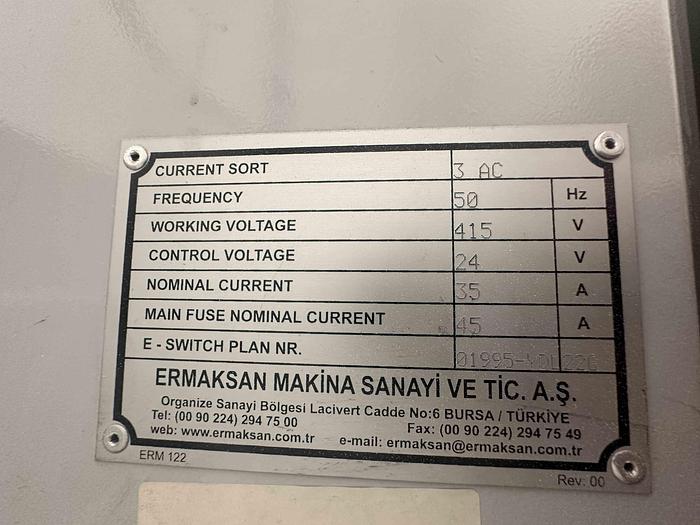 CURRENT SORT 3 AC
FREQUENCY 50 Hz
WORKING VOLTAGE 415 V
CONTROL VOLTAGE 24 V
NOMINAL CURRENT 35 A
MAIN FUSE NOMINAL CURRENT 45 A
E - SWITCH PLAN NR.
ERMAKSAN MAKİNA SANAYİ VE TİC. A.Ş.
Organize Sanayi Bölgesi Lacivert Cadde No:6 BURSA / TÜRKİYE
Tel: (00 90 224) 294 75 00 Fax: (00 90 224) 294 75 49
web: www.ermaksan.com.tr e-mail: ermaksan@ermaksan.com.tr
ERM 122 Rev: 00